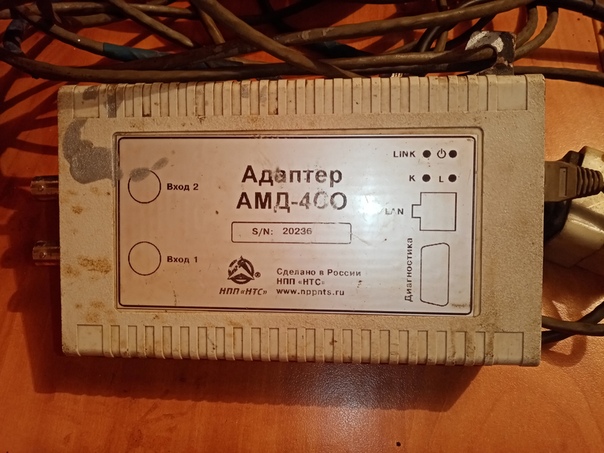 LINK
K L
Адаптер
АМД-4СО
Вход 2
LAN
S/N: 20236
Вход 1
Диагностика
Сделано в России
НПП «НТС»
НПП «НТС»
www.nppnts.ru